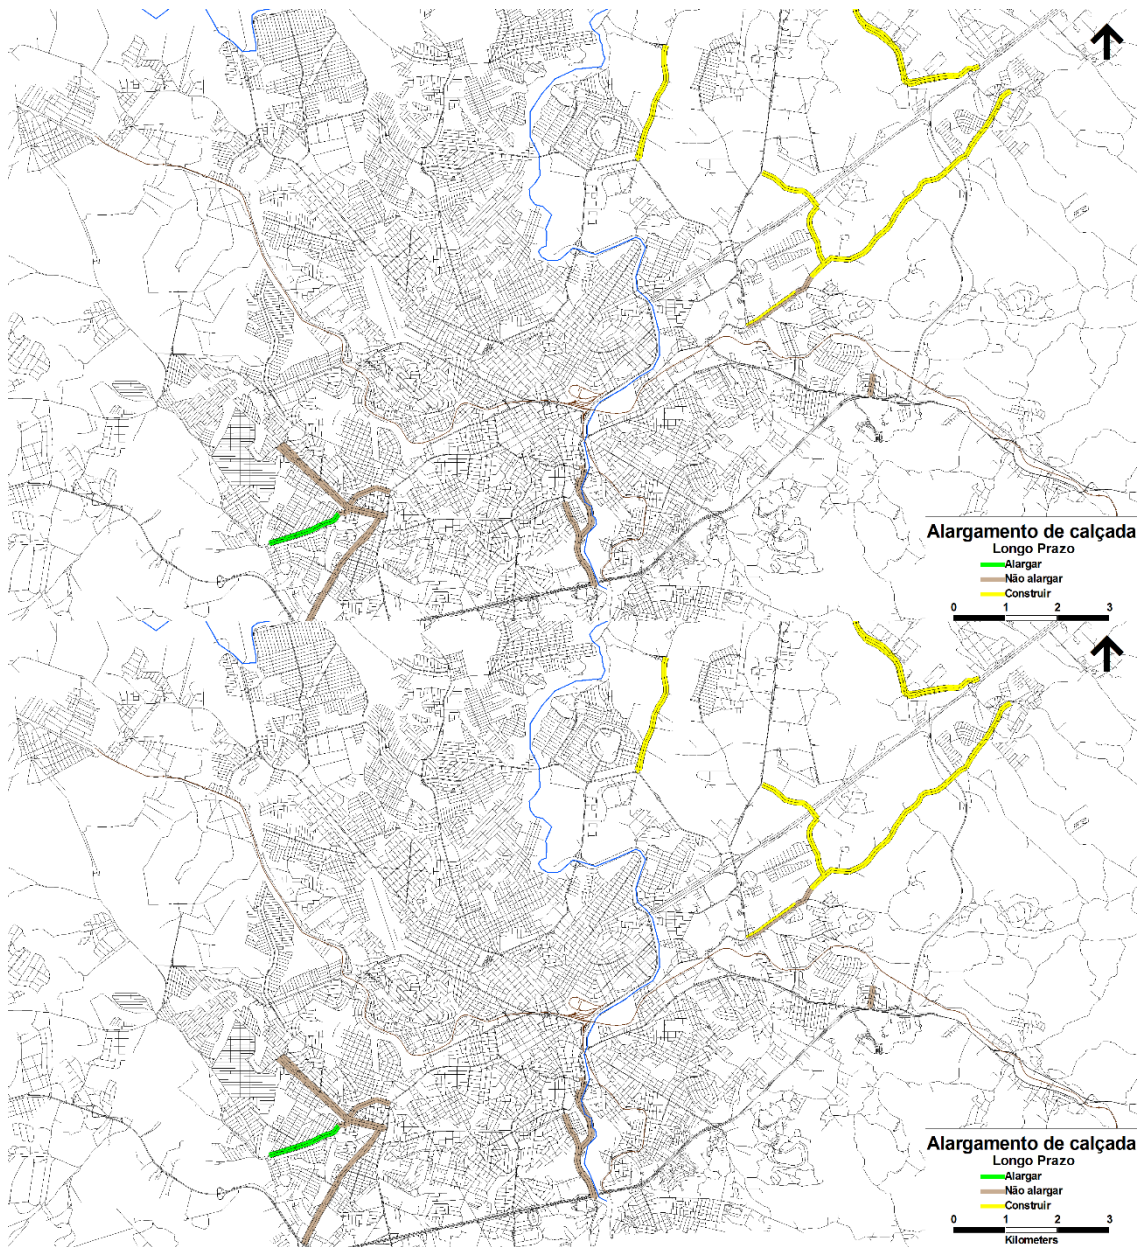 Alargamento de calçada
Longo Prazo
Alargar
Não alargar
Construir
0 1 2 3
Alargamento de calçada
Longo Prazo
Alargar
Não alargar
Construir
0 1 2 3
Kilometers